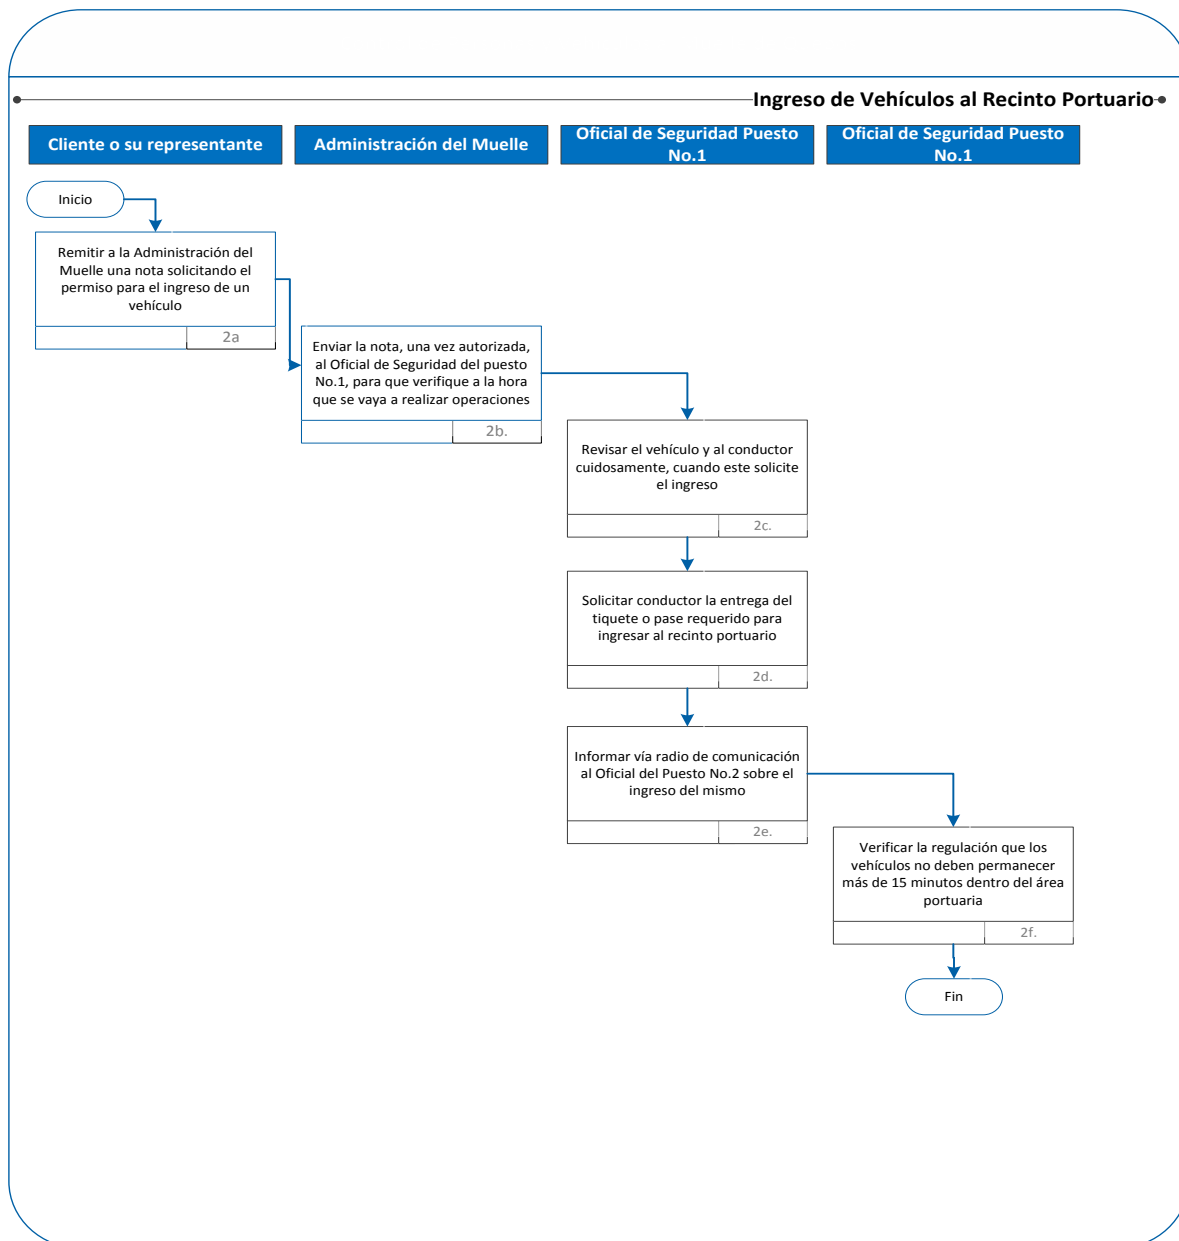 Ingreso de Vehículos al Recinto Portuario
Cliente o su representante
Administración del Muelle
Oficial de Seguridad Puesto
No.1
Oficial de Seguridad Puesto
No.1
Inicio
Remitir a la Administración del
Muelle una nota solicitando el
permiso para el ingreso de un
vehículo
2a
Enviar la nota, una vez autorizada,
al Oficial de Seguridad del puesto
No.1, para que verifique a la hora
que se vaya a realizar operaciones
2b.
Revisar el vehículo y al conductor
cuidosamente, cuando este solicite
el ingreso
2c.
Solicitar conductor la entrega del
tiquete o pase requerido para
ingresar al recinto portuario
2d.
Informar vía radio de comunicación
al Oficial del Puesto No.2 sobre el
ingreso del mismo
2e.
Verificar la regulación que los
vehículos no deben permanecer
más de 15 minutos dentro del área
portuaria
2f.
Fin